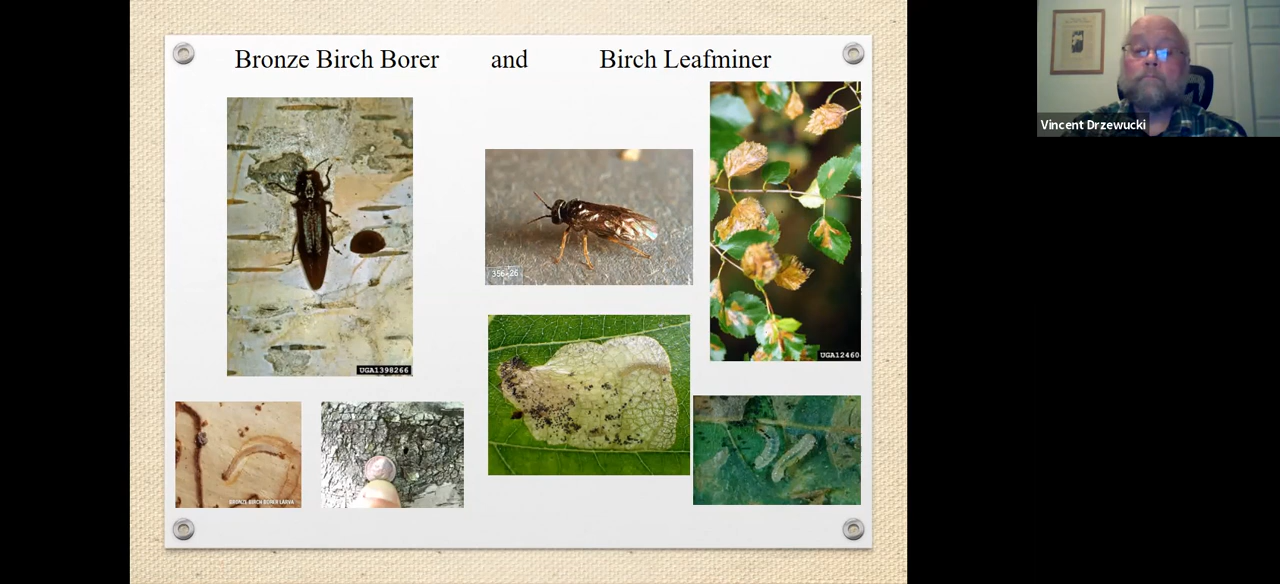 Bronze Birch Borer and Birch Leafminer
Vincent Drzewucki
356-26
UGA1398266
UGA12460
BRONZE BIRCH BORER LARVA